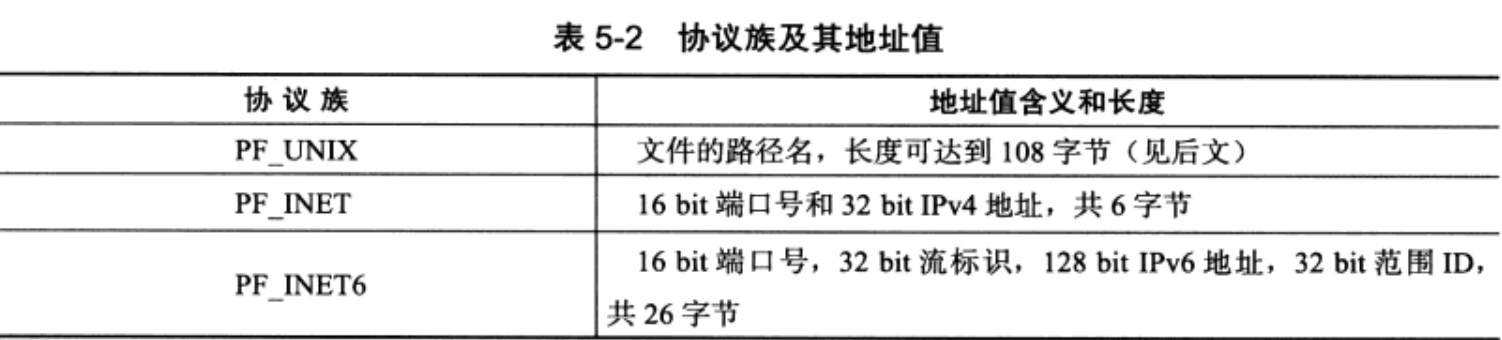 表 5-2 协议族及其地址值
协 议 族
地址值含义和长度
PF_UNIX
文件的路径名，长度可达到 108 字节（见后文）
PF_INET
16 bit 端口号和 32 bit IPv4 地址，共 6 字节
PF_INET6
16 bit 端口号，32 bit 流标识，128 bit IPv6 地址，32 bit 范围 ID，
共 26 字节